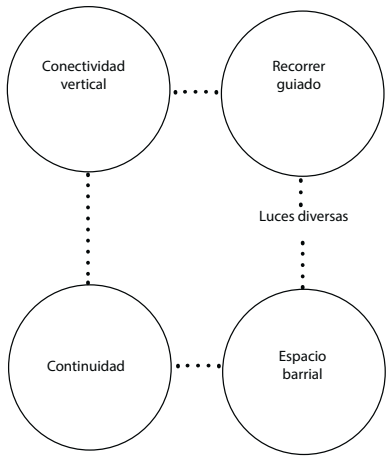 Conectividad
vertical
Recorrer
guiado
Luces diversas
Continuidad
Espacio
barrial